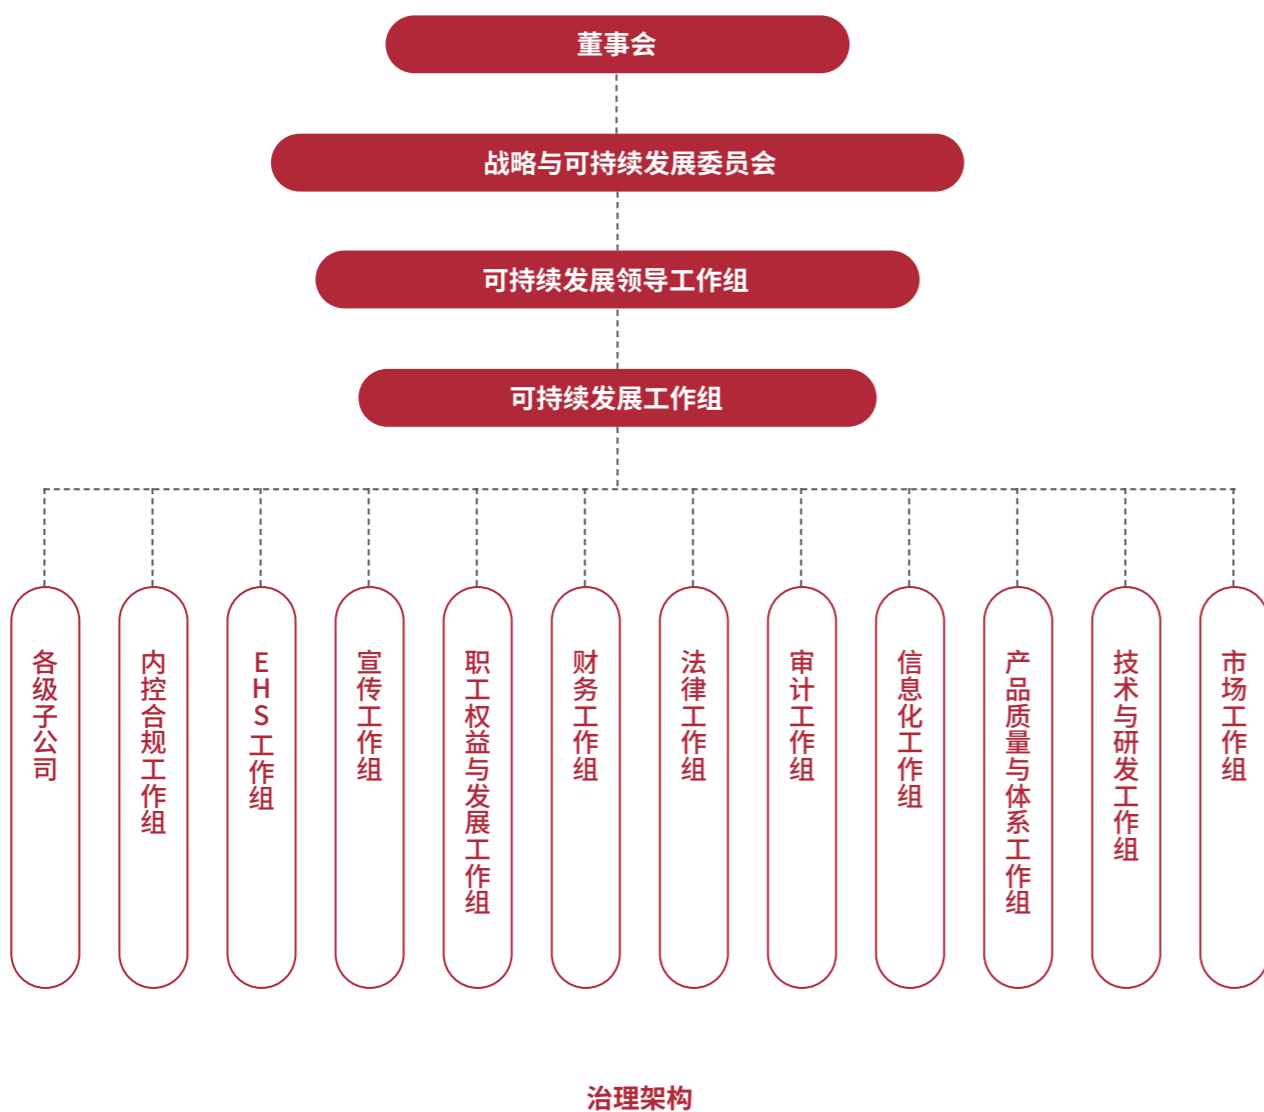 董事会
战略与可持续发展委员会
可持续发展领导工作组
可持续发展工作组
各级子公司
内控合规工作组
EHS工作组
宣传工作组
职工权益与发展工作组
财务工作组
法律工作组
审计工作组
信息化工作组
产品质量与体系工作组
技术与研发工作组
市场工作组
治理架构